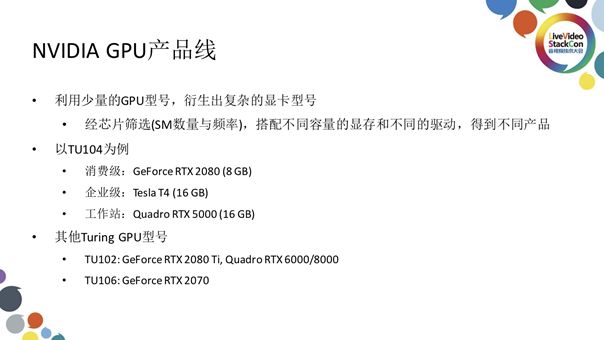 LiveVideo
StackCon
音视频技术大会
NVIDIA GPU产品线
• 利用少量的GPU型号，衍生出复杂的显卡型号
• 经芯片筛选(SM数量与频率)，搭配不同容量的显存和不同的驱动，得到不同产品
• 以TU104为例
• 消费级：GeForce RTX 2080 (8 GB)
• 企业级：Tesla T4 (16 GB)
• 工作站：Quadro RTX 5000 (16 GB)
• 其他Turing GPU型号
• TU102: GeForce RTX 2080 Ti, Quadro RTX 6000/8000
• TU106: GeForce RTX 2070